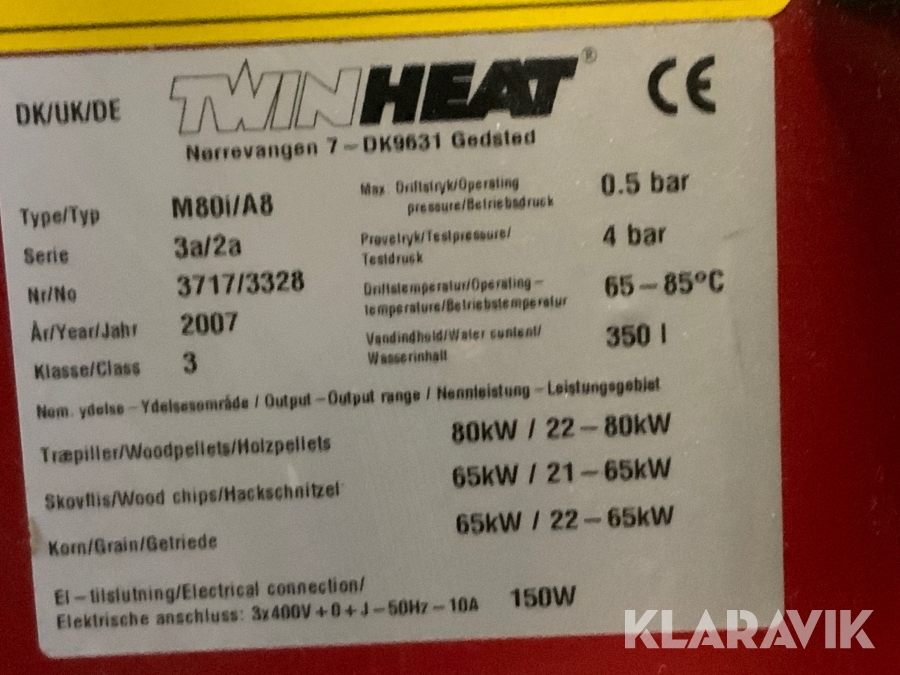 TWINHEAT®
CE
DK/UK/DE
Nørrevangen 7 – DK9631 Gedsted
Type/Typ M80i/A8
Serie 3a/2a
Nr/No 3717/3328
År/Year/Jahr 2007
Klasse/Class 3
Max. Driftstryk/Operating
pressure/Betriebsdruck 0.5 bar
Prøvetryk/Testpressure/
Testdruck 4 bar
Driftstemperatur/Operating–
temperature/Betriebstemperatur 65 – 85°C
Vandindhold/Water content/
Wasserinhalt 350 l
Nom. ydelse – Ydelsesområde / Output – Output range / Nennleistung – Leistungsgebiet
Træpiller/Woodpellets/Holzpellets 80kW / 22 – 80kW
Skovflis/Wood chips/Hackschnitzel 65kW / 21 – 65kW
Korn/Grain/Getriede 65kW / 22 – 65kW
El – tilslutning/Electrical connection/
Elektrische anschluss: 3x400V + 0 + J – 50Hz – 10A 150W
KLARAVIK